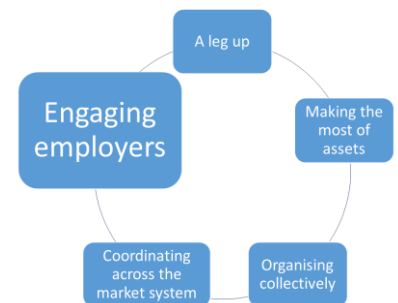 A leg up
Engaging
employers
Making the
most of
assets
Coordinating
across the
market system
Organising
collectively